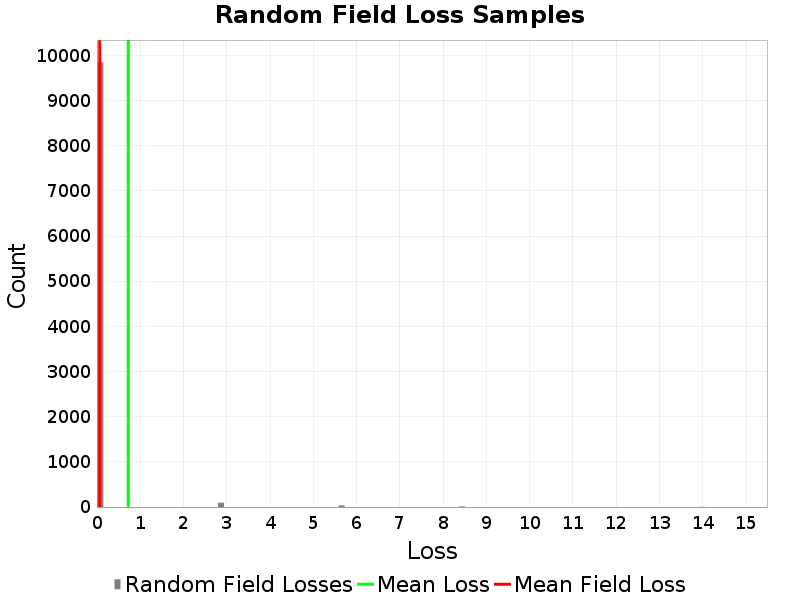 Random Field Loss Samples
10000
9000
8000
7000
6000
5000
4000
3000
2000
1000
0
Count
0 1 2 3 4 5 6 7 8 9 10 11 12 13 14 15
Loss
Random Field Losses Mean Loss Mean Field Loss